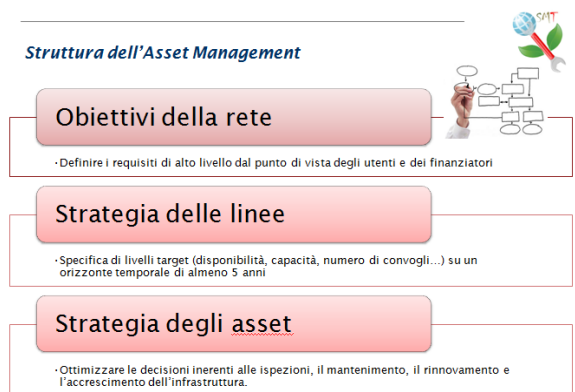 SMT
Struttura dell'Asset Management
Obiettivi della rete
·Definire i requisiti di alto livello dal punto di vista degli utenti e dei finanziatori
Strategia delle linee
·Specifica di livelli target (disponibilità, capacità, numero di convogli...) su un
orizzonte temporale di almeno 5 anni
Strategia degli asset
·Ottimizzare le decisioni inerenti alle ispezioni, il mantenimento, il rinnovamento e
l'accrescimento dell'infrastruttura.